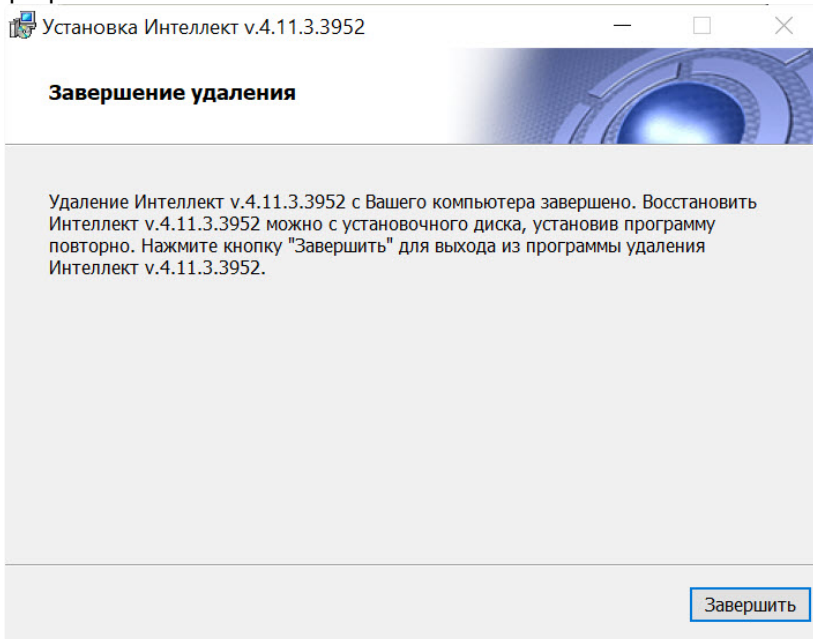 Установка Интеллект v.4.11.3.3952
Завершение удаления
Удаление Интеллект v.4.11.3.3952 с Вашего компьютера завершено. Восстановить
Интеллект v.4.11.3.3952 можно с установочного диска, установив программу
повторно. Нажмите кнопку "Завершить" для выхода из программы удаления
Интеллект v.4.11.3.3952.
Завершить